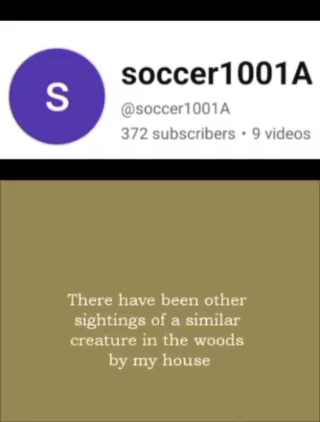 S
soccer1001A
@soccer1001A
372 subscribers • 9 videos
There have been other
sightings of a similar
creature in the woods
by my house